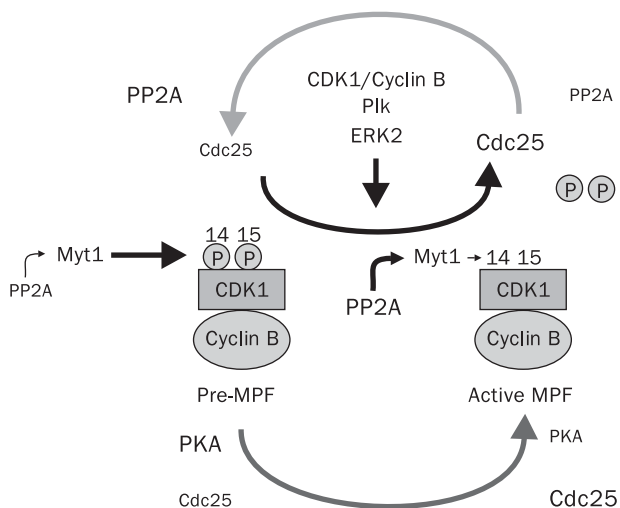 CDK1/Cyclin B
Plk
ERK2
PP2A
PP2A
Cdc25
Cdc25
P P
14 15
P P
Myt1
PP2A
CDK1
Cyclin B
Pre-MPF
Myt1
14 15
PP2A
CDK1
Cyclin B
Active MPF
PKA
PKA
Cdc25
Cdc25